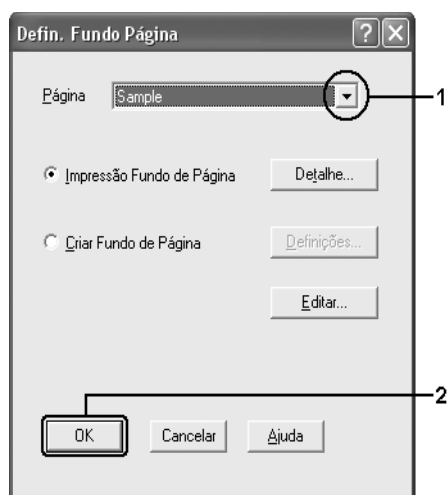 Defin. Fundo Página
Página Sample 1
Impressão Fundo de Página Detalhe...
Criar Fundo de Página Definições...
Editar...
2
OK Cancelar Ajuda